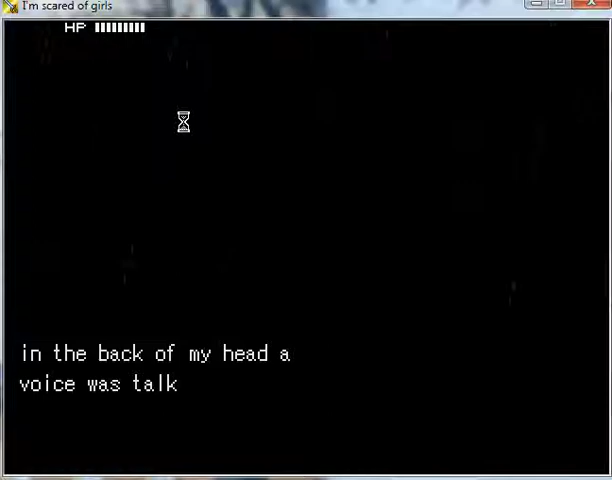 I'm scared of girls
HP
in the back of my head a
voice was talk